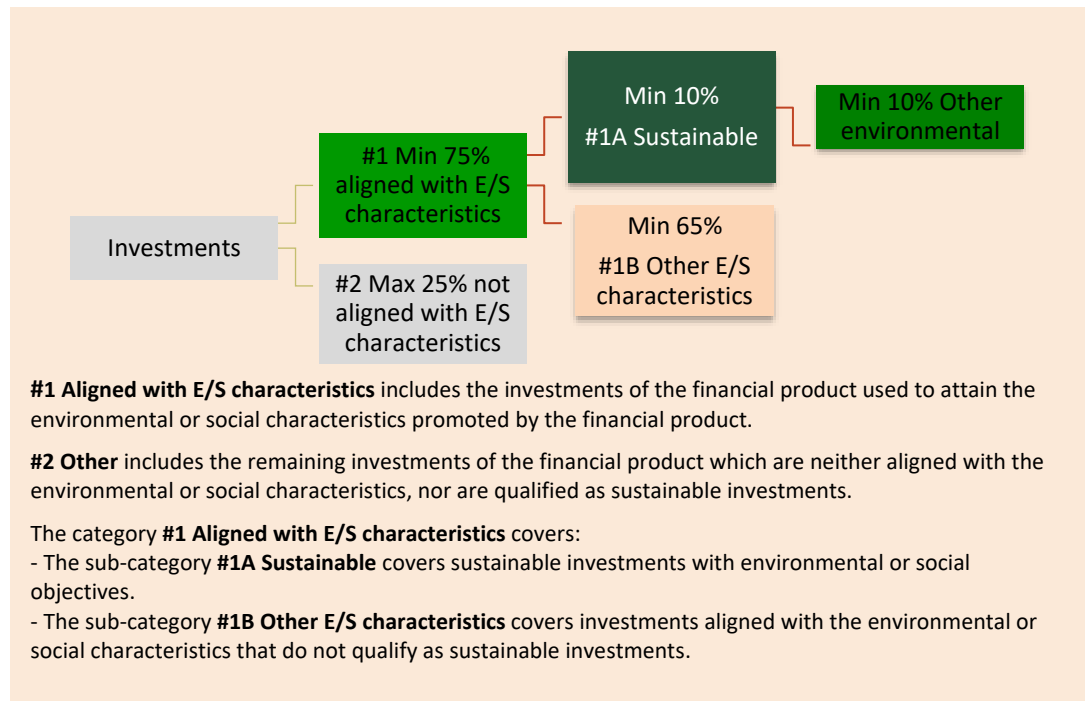 Min 10%
#1A Sustainable
Min 10% Other
environmental
#1 Min 75%
aligned with E/S
characteristics
Investments
Min 65%
#1B Other E/S
characteristics
#2 Max 25% not
aligned with E/S
characteristics
#1 Aligned with E/S characteristics includes the investments of the financial product used to attain the
environmental or social characteristics promoted by the financial product.
#2 Other includes the remaining investments of the financial product which are neither aligned with the
environmental or social characteristics, nor are qualified as sustainable investments.
The category #1 Aligned with E/S characteristics covers:
- The sub-category #1A Sustainable covers sustainable investments with environmental or social
objectives.
- The sub-category #1B Other E/S characteristics covers investments aligned with the environmental or
social characteristics that do not qualify as sustainable investments.